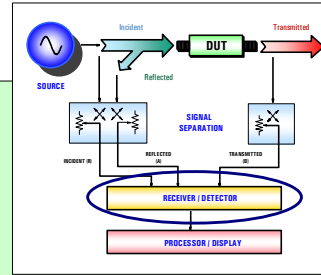 Incident
Transmitted
DUT
SOURCE
Reflected
SIGNAL
SEPARATION
INCIDENT (R)
REFLECTED
(A)
TRANSMITTED
(B)
RECEIVER / DETECTOR
PROCESSOR / DISPLAY